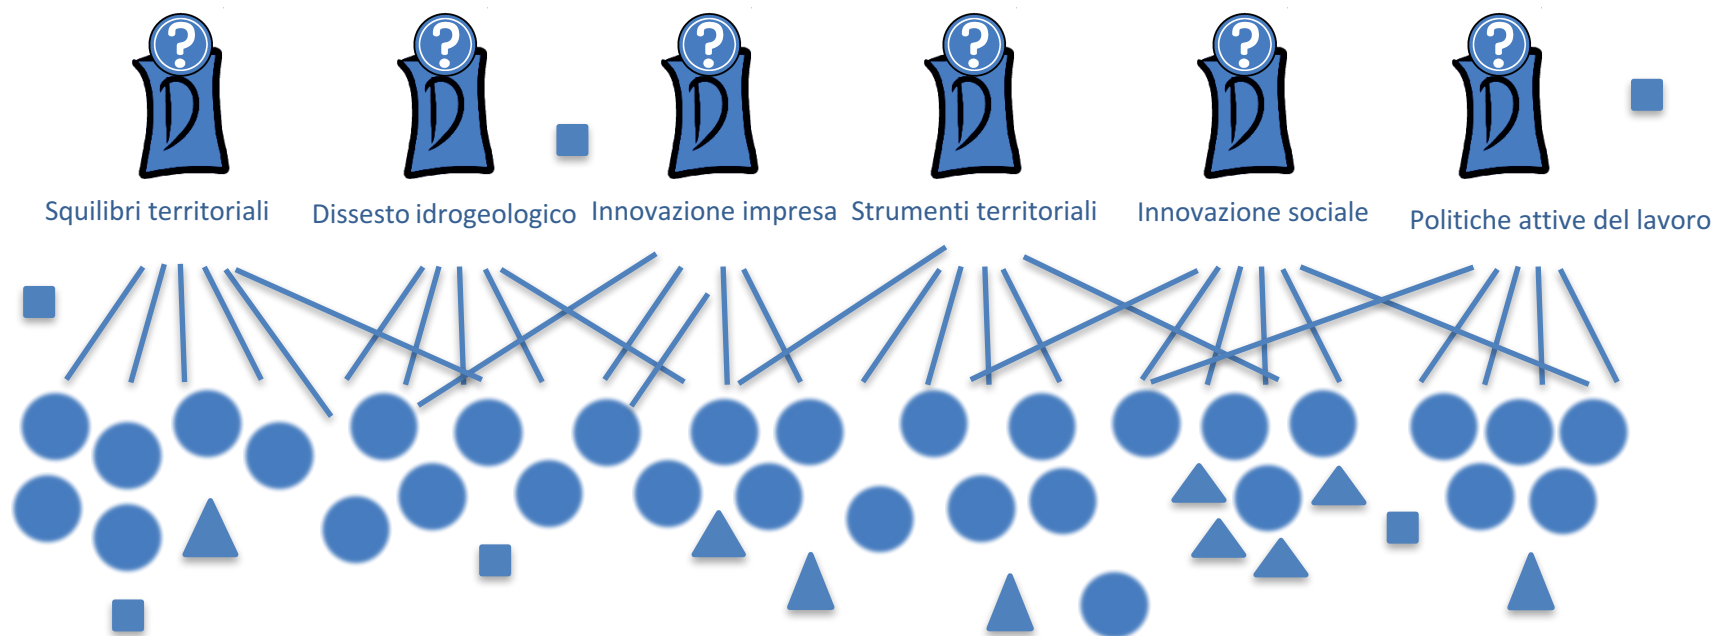 ? ? ? ? ? ?
D D D D D D
Squilibri territoriali
Dissesto idrogeologico
Innovazione impresa
Strumenti territoriali
Innovazione sociale
Politiche attive del lavoro